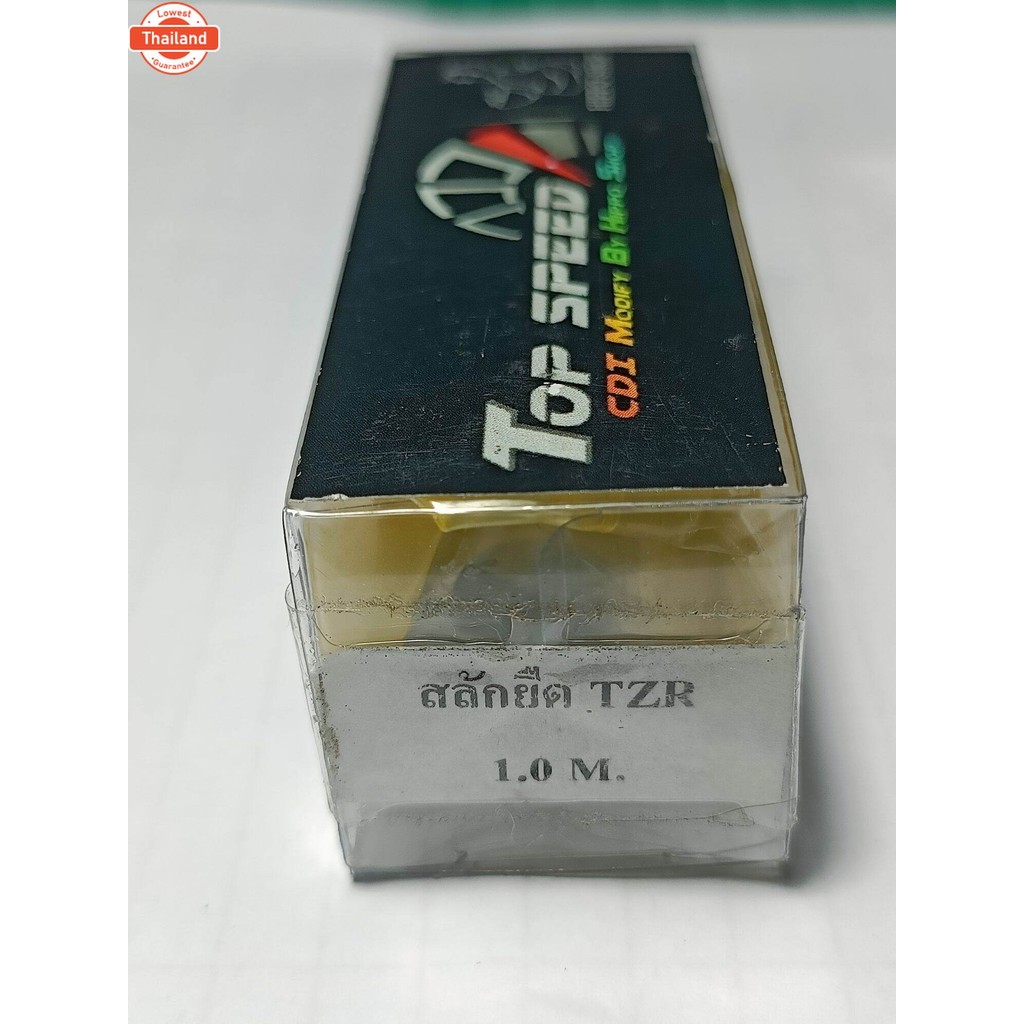 Lowest
Thailand
Guarantee
TOP SPEED
CDI MODIFY BY HERO SHOP
สลักยึด TZR
1.0 M.